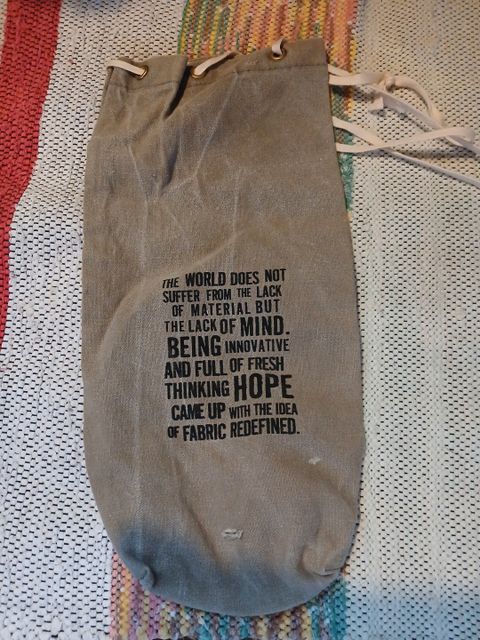 THE WORLD DOES NOT
SUFFER FROM THE LACK
OF MATERIAL BUT
THE LACK OF MIND.
BEING INNOVATIVE
AND FULL OF FRESH
THINKING HOPE
CAME UP WITH THE IDEA
OF FABRIC REDEFINED.